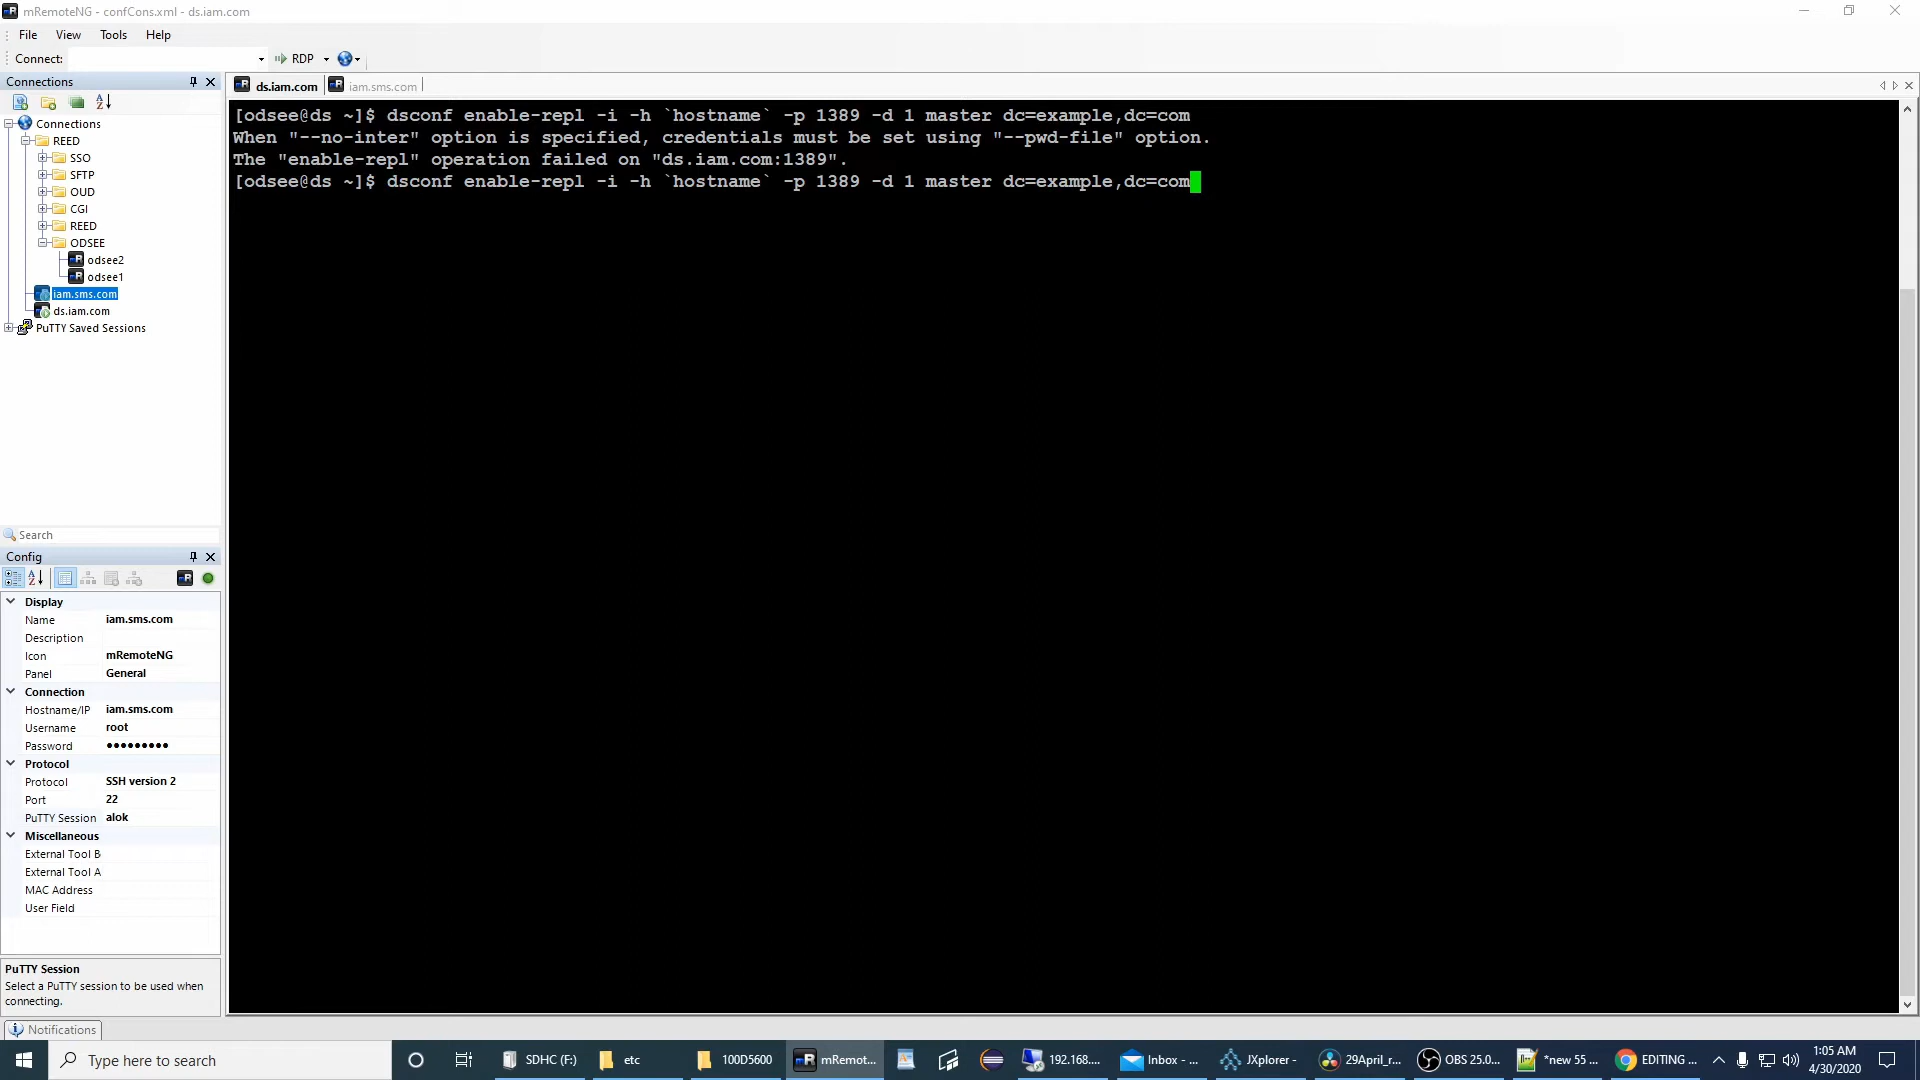 mRemoteNG - confCons.xml - ds.iam.com
File View Tools Help
Connect: RDP
Connections
ds.iam.com
iam.sms.com
Connections
REED
SSO
SFTP
OUD
CGI
REED
ODSEE
odsee2
odsee1
iam.sms.com
ds.iam.com
PuTTY Saved Sessions
[odsee@ds ~]$ dsconf enable-repl -i -h `hostname` -p 1389 -d 1 master dc=example,dc=com
When "--no-inter" option is specified, credentials must be set using "--pwd-file" option.
The "enable-repl" operation failed on "ds.iam.com:1389".
[odsee@ds ~]$ dsconf enable-repl -i -h `hostname` -p 1389 -d 1 master dc=example,dc=com
Search
Config
Display
Name iam.sms.com
Description
Icon mRemoteNG
Panel General
Connection
Hostname/IP iam.sms.com
Username root
Password ●●●●●●●●●
Protocol
Protocol SSH version 2
Port 22
PuTTY Session alok
Miscellaneous
External Tool B
External Tool A
MAC Address
User Field
PuTTY Session
Select a PuTTY session to be used when
connecting.
Notifications
Type here to search
SDHC (F:)
etc
100D5600
mRemot...
192.168....
Inbox - ...
JXplorer -
29April_r...
OBS 25.0...
*new 55 ...
EDITING ...
1:05 AM
4/30/2020